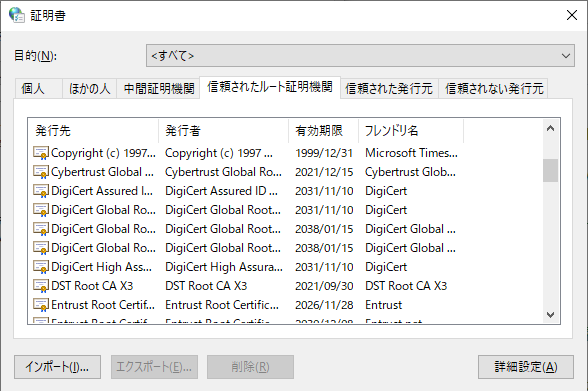 証明書
目的(N): <すべて>
個人 ほかの人 中間証明機関 信頼されたルート証明機関 信頼された発行元 信頼されない発行元
発行先 発行者 有効期限 フレンドリ名
Copyright (c) 1997... Copyright (c) 1997 ... 1999/12/31 Microsoft Times...
Cybertrust Global... Cybertrust Global Ro... 2021/12/15 Cybertrust Glob...
DigiCert Assured I... DigiCert Assured ID ... 2031/11/10 DigiCert
DigiCert Global Ro... DigiCert Global Root... 2031/11/10 DigiCert
DigiCert Global Ro... DigiCert Global Root... 2038/01/15 DigiCert Global ...
DigiCert Global Ro... DigiCert Global Root... 2038/01/15 DigiCert Global ...
DigiCert High Ass... DigiCert High Assura... 2031/11/10 DigiCert
DST Root CA X3 DST Root CA X3 2021/09/30 DST Root CA X3
Entrust Root Certif... Entrust Root Certific... 2026/11/28 Entrust
インポート(I)... エクスポート(E)... 削除(R) 詳細設定(A)